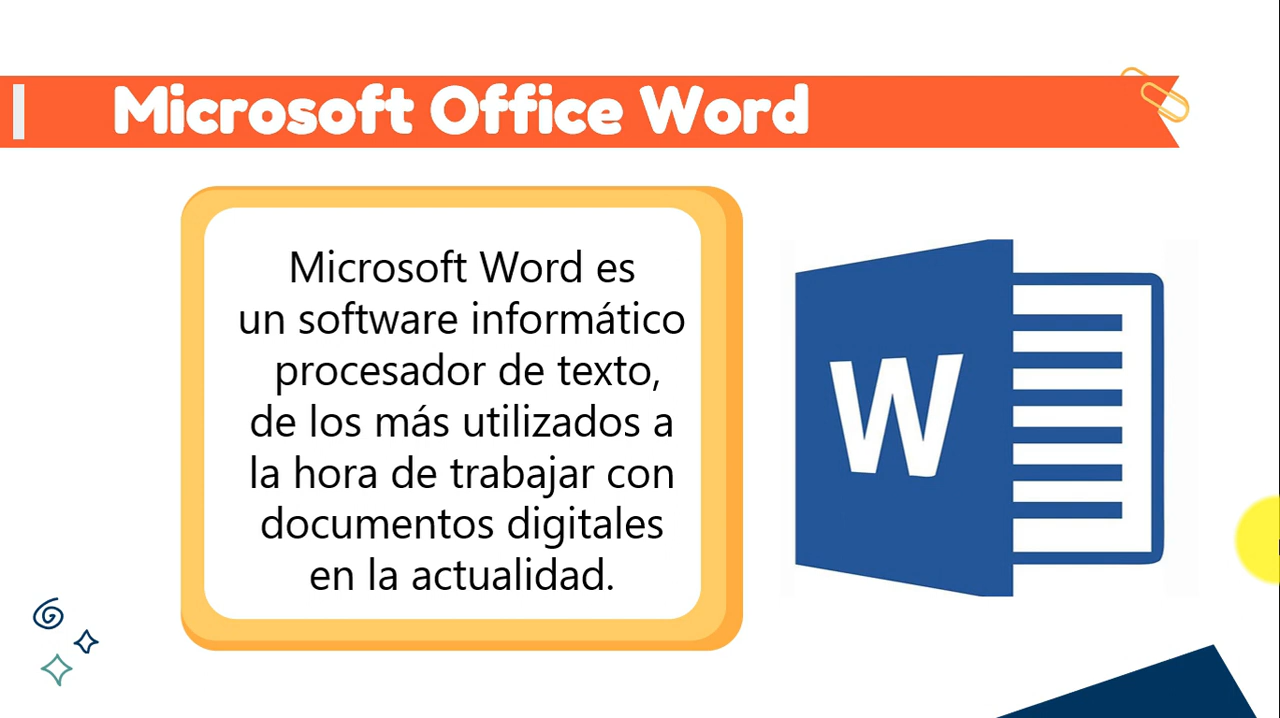 Microsoft Office Word
Microsoft Word es
un software informático
procesador de texto,
de los más utilizados a
la hora de trabajar con
documentos digitales
en la actualidad.
W